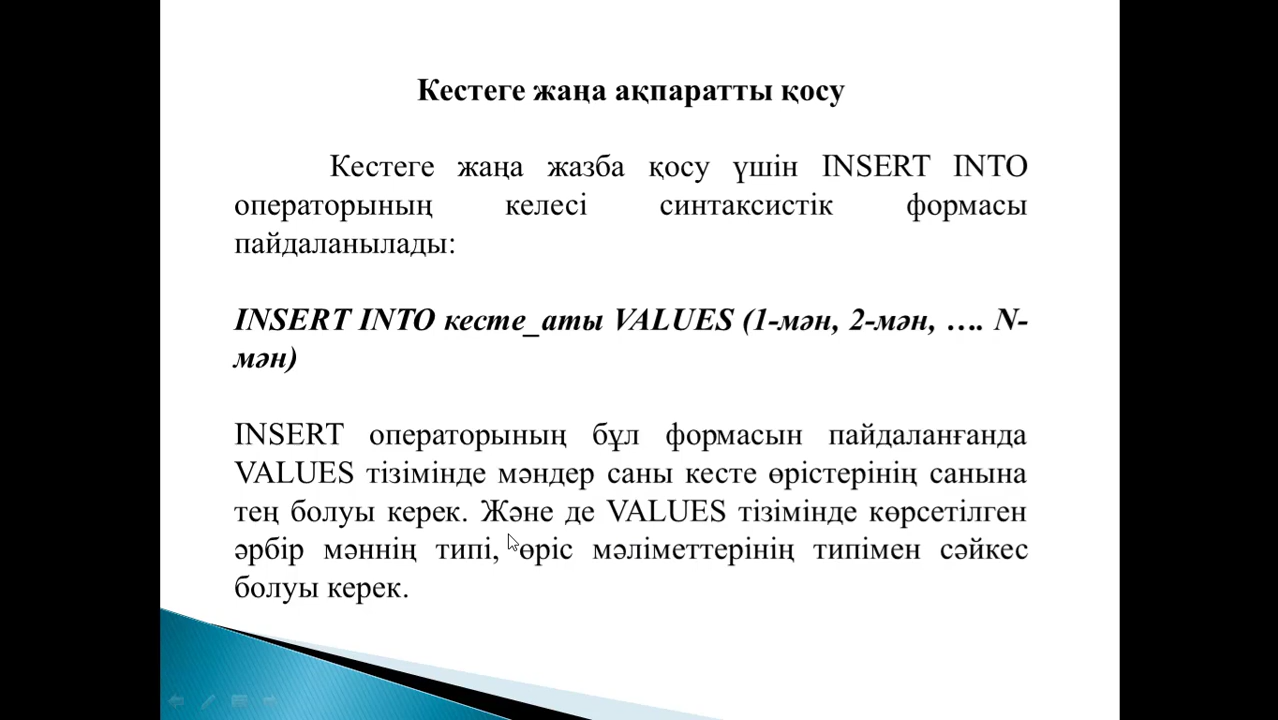 Кестеге жаңа ақпаратты қосу
Кестеге жаңа жазба қосу үшін INSERT INTO
операторының келесі синтаксистік формасы
пайдаланылады:
INSERT INTO кесте_аты VALUES (1-мән, 2-мән, …. N-
мән)
INSERT операторының бұл формасын пайдаланғанда
VALUES тізімінде мәндер саны кесте өрістерінің санына
тең болуы керек. Және де VALUES тізімінде көрсетілген
әрбір мәннің типі, өріс мәліметтерінің типімен сәйкес
болуы керек.